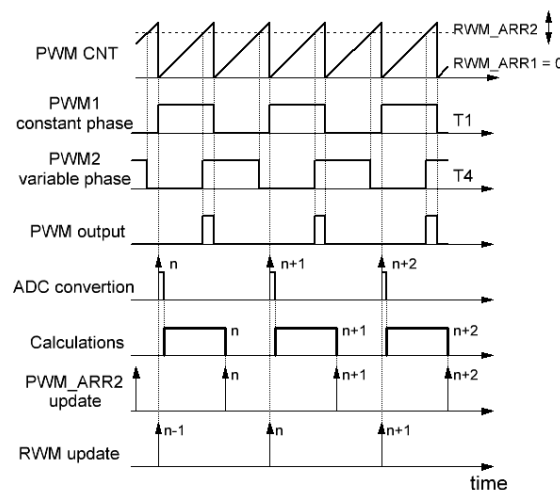 RWM_ARR2
PWM CNT
RWM_ARR1 = 0
PWM1
constant phase
T1
PWM2
variable phase
T4
PWM output
n
n+1
n+2
ADC convertion
Calculations
n
n+1
n+2
PWM_ARR2
update
n
n+1
n+2
n-1
n
n+1
RWM update
time